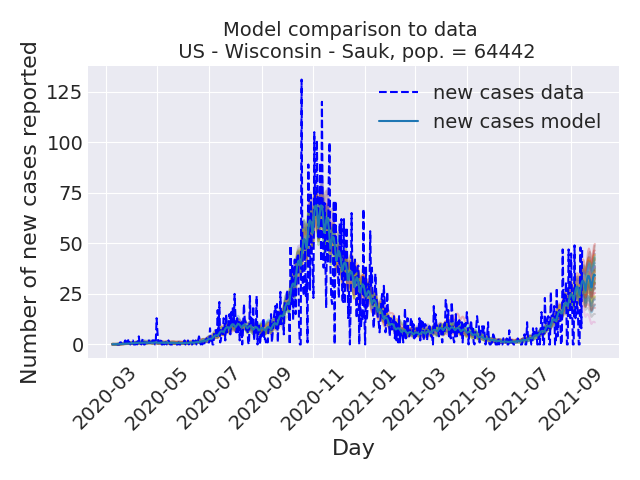 Model comparison to data
US - Wisconsin - Sauk, pop. = 64442
Number of new cases reported
125
100
75
50
25
0
new cases data
new cases model
2020-03
2020-05
2020-07
2020-09
2020-11
2021-01
2021-03
2021-05
2021-07
2021-09
Day